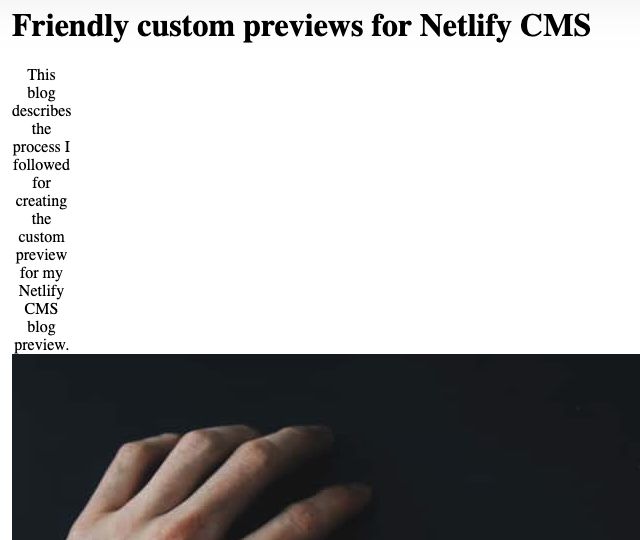 Friendly custom previews for Netlify CMS
This
blog
describes
the
process I
followed
for
creating
the
custom
preview
for my
Netlify
CMS
blog
preview.